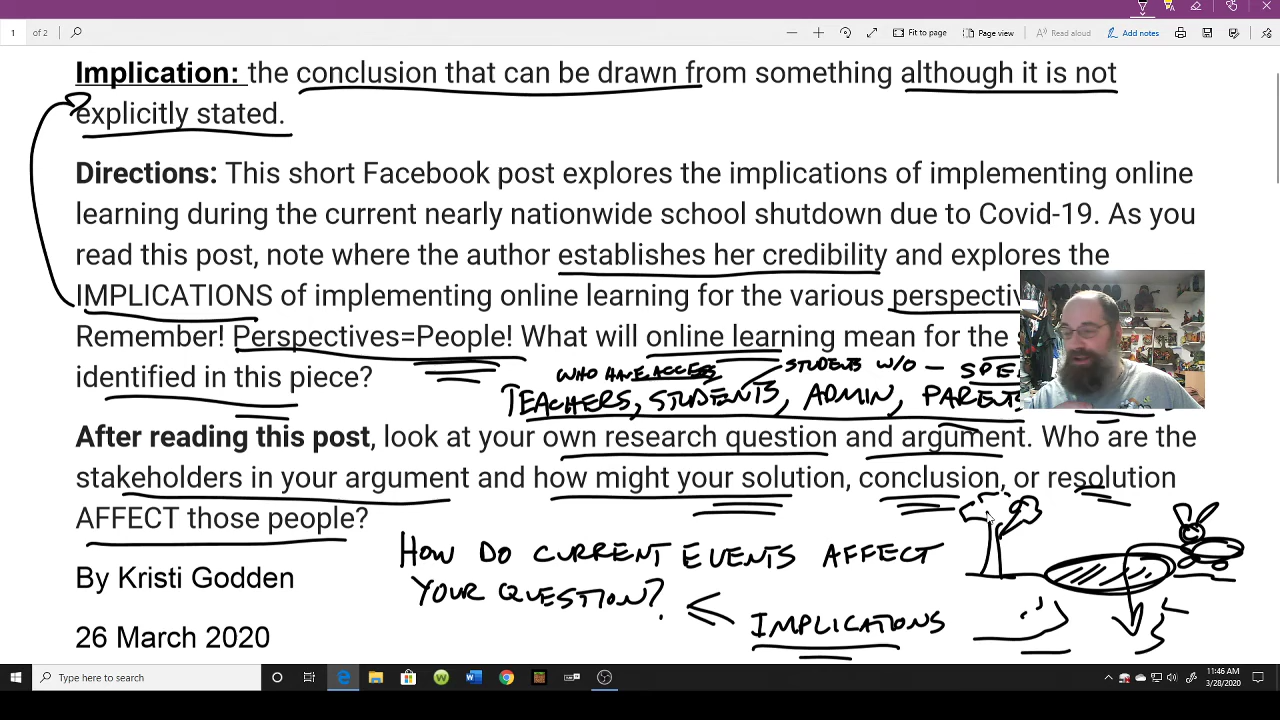 1 of 2 Fit to page Page view Read aloud Add notes
Implication: the conclusion that can be drawn from something although it is not
explicitly stated.
Directions: This short Facebook post explores the implications of implementing online
learning during the current nearly nationwide school shutdown due to Covid-19. As you
read this post, note where the author establishes her credibility and explores the
IMPLICATIONS of implementing online learning for the various perspectiv
Remember! Perspectives=People! What will online learning mean for the s
identified in this piece?
WHO HAVE ACCESS STUDENTS W/O - SPE
TEACHERS, STUDENTS, ADMIN, PARENTS
After reading this post, look at your own research question and argument. Who are the
stakeholders in your argument and how might your solution, conclusion, or resolution
AFFECT those people?
HOW DO CURRENT EVENTS AFFECT
YOUR QUESTION?
IMPLICATIONS
By Kristi Godden
26 March 2020
Type here to search
11:46 AM
3/28/2020